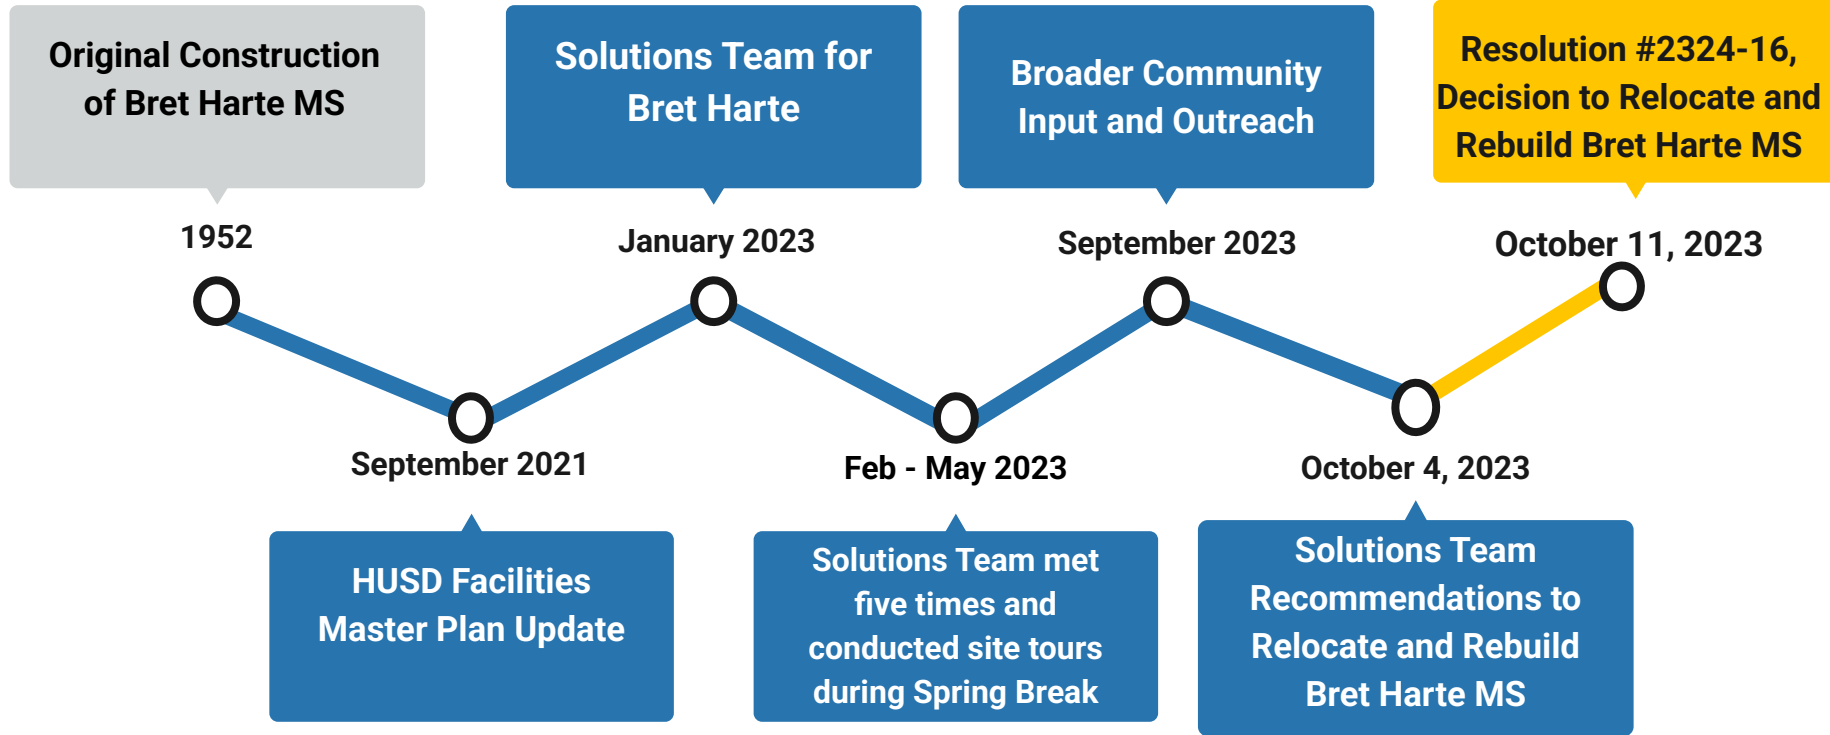 Original Construction
of Bret Harte MS
1952
September 2021
HUSD Facilities
Master Plan Update
Solutions Team for
Bret Harte
January 2023
Feb - May 2023
Solutions Team met
five times and
conducted site tours
during Spring Break
Broader Community
Input and Outreach
September 2023
October 4, 2023
Solutions Team
Recommendations to
Relocate and Rebuild
Bret Harte MS
Resolution #2324-16,
Decision to Relocate and
Rebuild Bret Harte MS
October 11, 2023